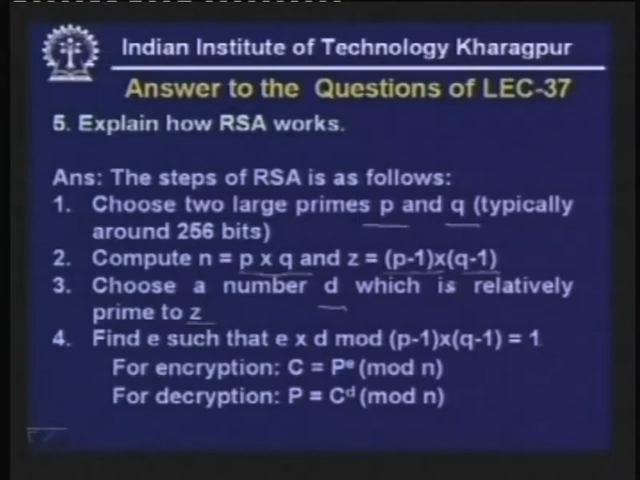 Indian Institute of Technology Kharagpur
Answer to the Questions of LEC-37
5. Explain how RSA works.
Ans: The steps of RSA is as follows:
1. Choose two large primes p and q (typically
around 256 bits)
2. Compute n = p x q and z = (p-1)x(q-1)
3. Choose a number d which is relatively
prime to z
4. Find e such that e x d mod (p-1)x(q-1) = 1
For encryption: C = Pᵉ (mod n)
For decryption: P = Cᵈ (mod n)